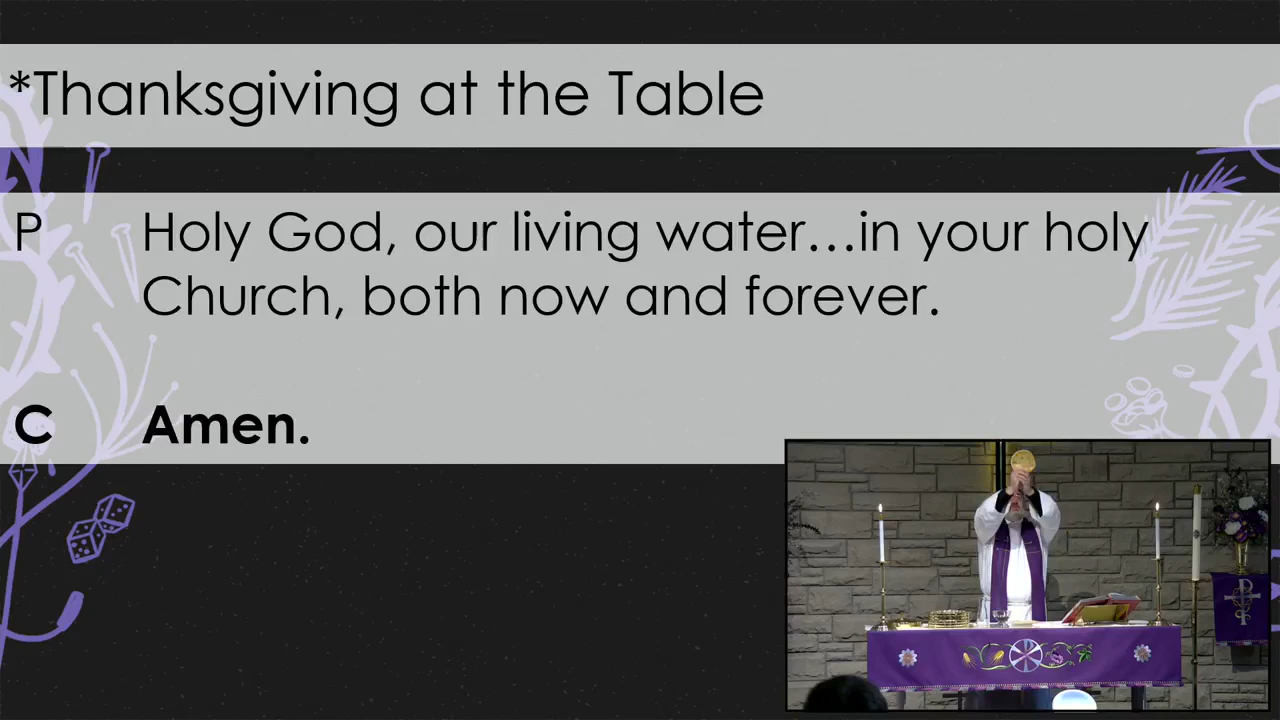 *Thanksgiving at the Table
P Holy God, our living water…in your holy
Church, both now and forever.
C Amen.